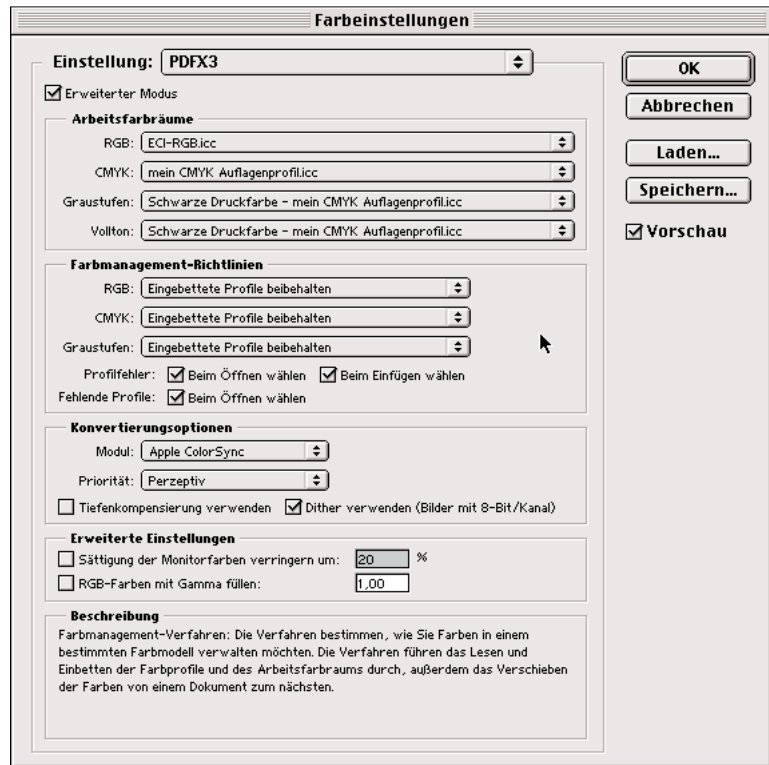 Farbeinstellungen
Einstellung: PDFX3
Erweiterter Modus
Arbeitsfarbräume
RGB: ECI-RGB.icc
CMYK: mein CMYK Auflagenprofil.icc
Graustufen: Schwarze Druckfarbe - mein CMYK Auflagenprofil.icc
Vollton: Schwarze Druckfarbe - mein CMYK Auflagenprofil.icc
Farbmanagement-Richtlinien
RGB: Eingebettete Profile beibehalten
CMYK: Eingebettete Profile beibehalten
Graustufen: Eingebettete Profile beibehalten
Profilfehler: Beim Öffnen wählen Beim Einfügen wählen
Fehlende Profile: Beim Öffnen wählen
Konvertierungsoptionen
Modul: Apple ColorSync
Priorität: Perzeptiv
Tiefenkompensierung verwenden Dither verwenden (Bilder mit 8-Bit/Kanal)
Erweiterte Einstellungen
Sättigung der Monitorfarben verringern um: 20 %
RGB-Farben mit Gamma füllen: 1,00
Beschreibung
Farbmanagement-Verfahren: Die Verfahren bestimmen, wie Sie Farben in einem
bestimmten Farbmodell verwalten möchten. Die Verfahren führen das Lesen und
Einbetten der Farbprofile und des Arbeitsfarbraums durch, außerdem das Verschieben
der Farben von einem Dokument zum nächsten.
OK
Abbrechen
Laden...
Speichern...
Vorschau